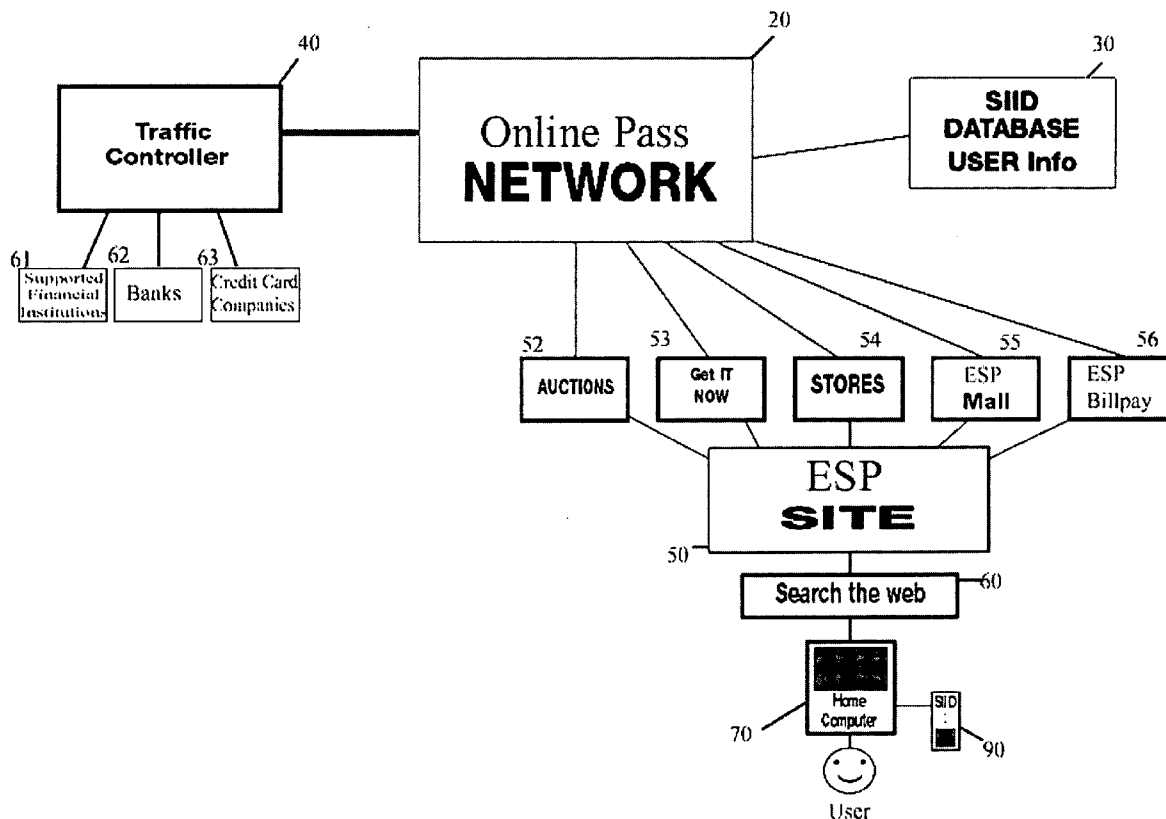 40
20
30
Traffic
Controller
Online Pass
NETWORK
SIID
DATABASE
USER Info
61
62
63
Supported
Financial
Institutions
Banks
Credit Card
Companies
52
53
54
55
56
AUCTIONS
Get IT
NOW
STORES
ESP
Mall
ESP
Billpay
ESP
SITE
50
Search the web
60
Home
Computer
SIID
70
90
User